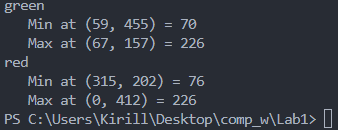 green
Min at (59, 455) = 70
Max at (67, 157) = 226
red
Min at (315, 202) = 76
Max at (0, 412) = 226
PS C:\Users\Kirill\Desktop\comp_w\Lab1>